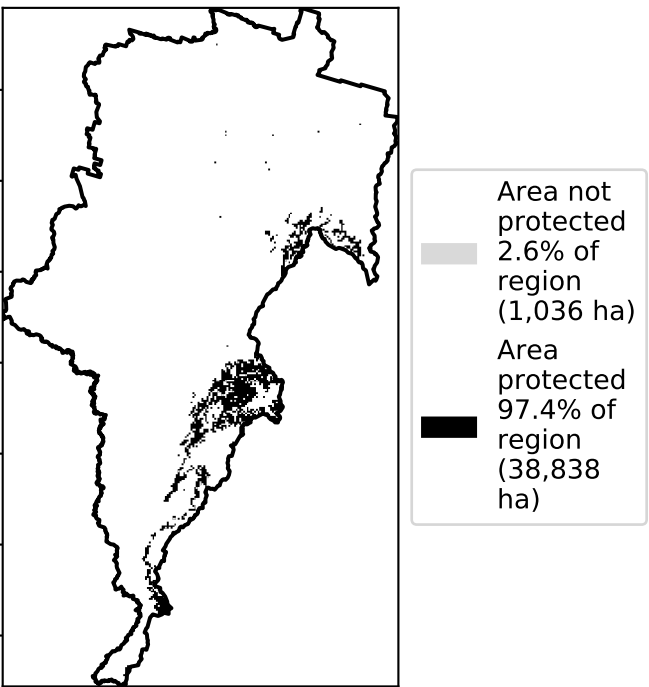 Area not
protected
2.6% of
region
(1,036 ha)
Area
protected
97.4% of
region
(38,838
ha)